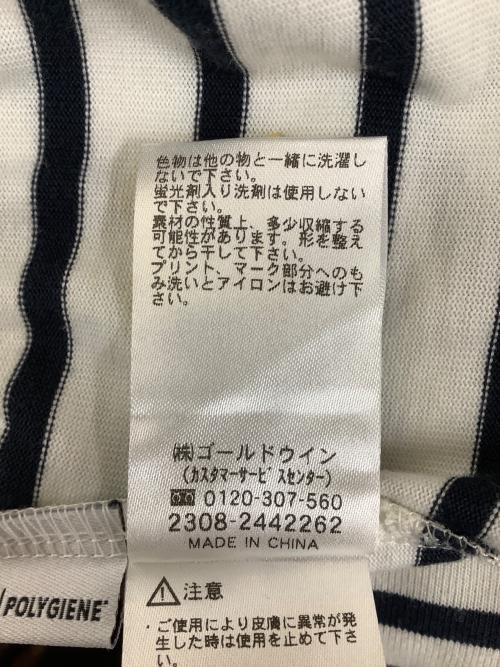 色物は他の物と一緒に洗濯し
ないで下さい。
蛍光剤入り洗剤は使用しない
で下さい。
素材の性質上、多少収縮する
可能性があります。形を整え
てから干して下さい。
プリント、マーク部分へのも
み洗いとアイロンはお避け下
さい。
㈱ゴールドウイン
(カスタマーサービスセンター)
0120-307-560
2308-2442262
MADE IN CHINA
⚠注意
・ご使用により皮膚に異常が発
生した時は使用を止めて下さ
い。
POLYGIENE